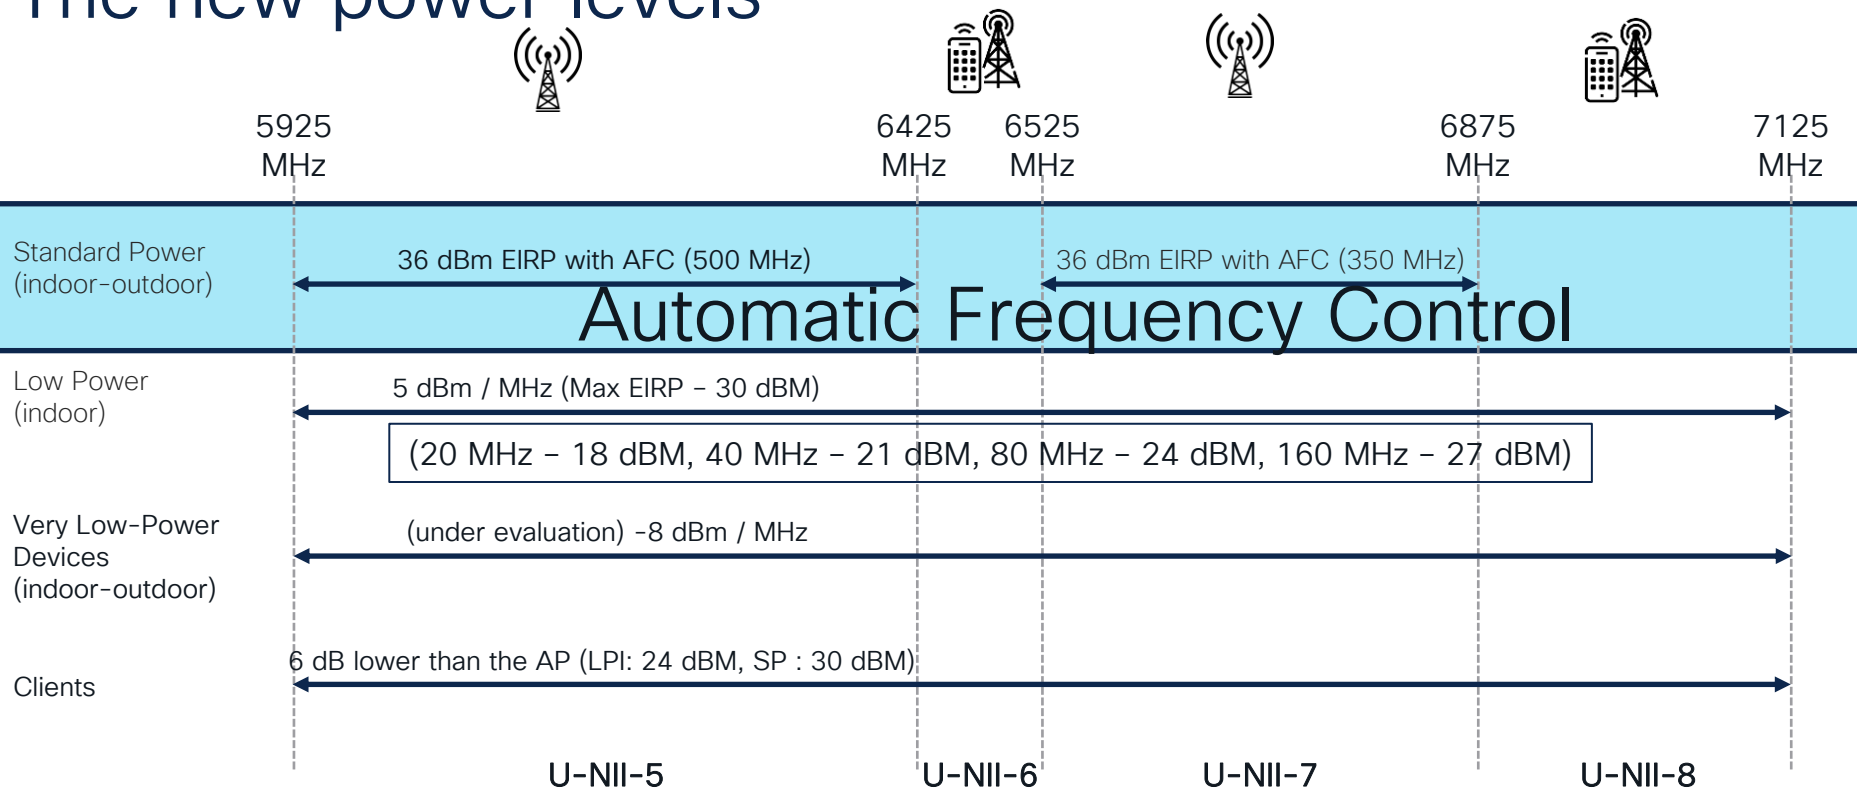 The new power levels
5925
MHz
6425
MHz
6525
MHz
6875
MHz
7125
MHz
Standard Power
(indoor-outdoor)
36 dBm EIRP with AFC (500 MHz)
36 dBm EIRP with AFC (350 MHz)
Automatic Frequency Control
Low Power
(indoor)
5 dBm / MHz (Max EIRP – 30 dBM)
(20 MHz – 18 dBM, 40 MHz – 21 dBM, 80 MHz – 24 dBM, 160 MHz – 27 dBM)
Very Low-Power
Devices
(indoor-outdoor)
(under evaluation) -8 dBm / MHz
Clients
6 dB lower than the AP (LPI: 24 dBM, SP : 30 dBM)
U-NII-5
U-NII-6
U-NII-7
U-NII-8